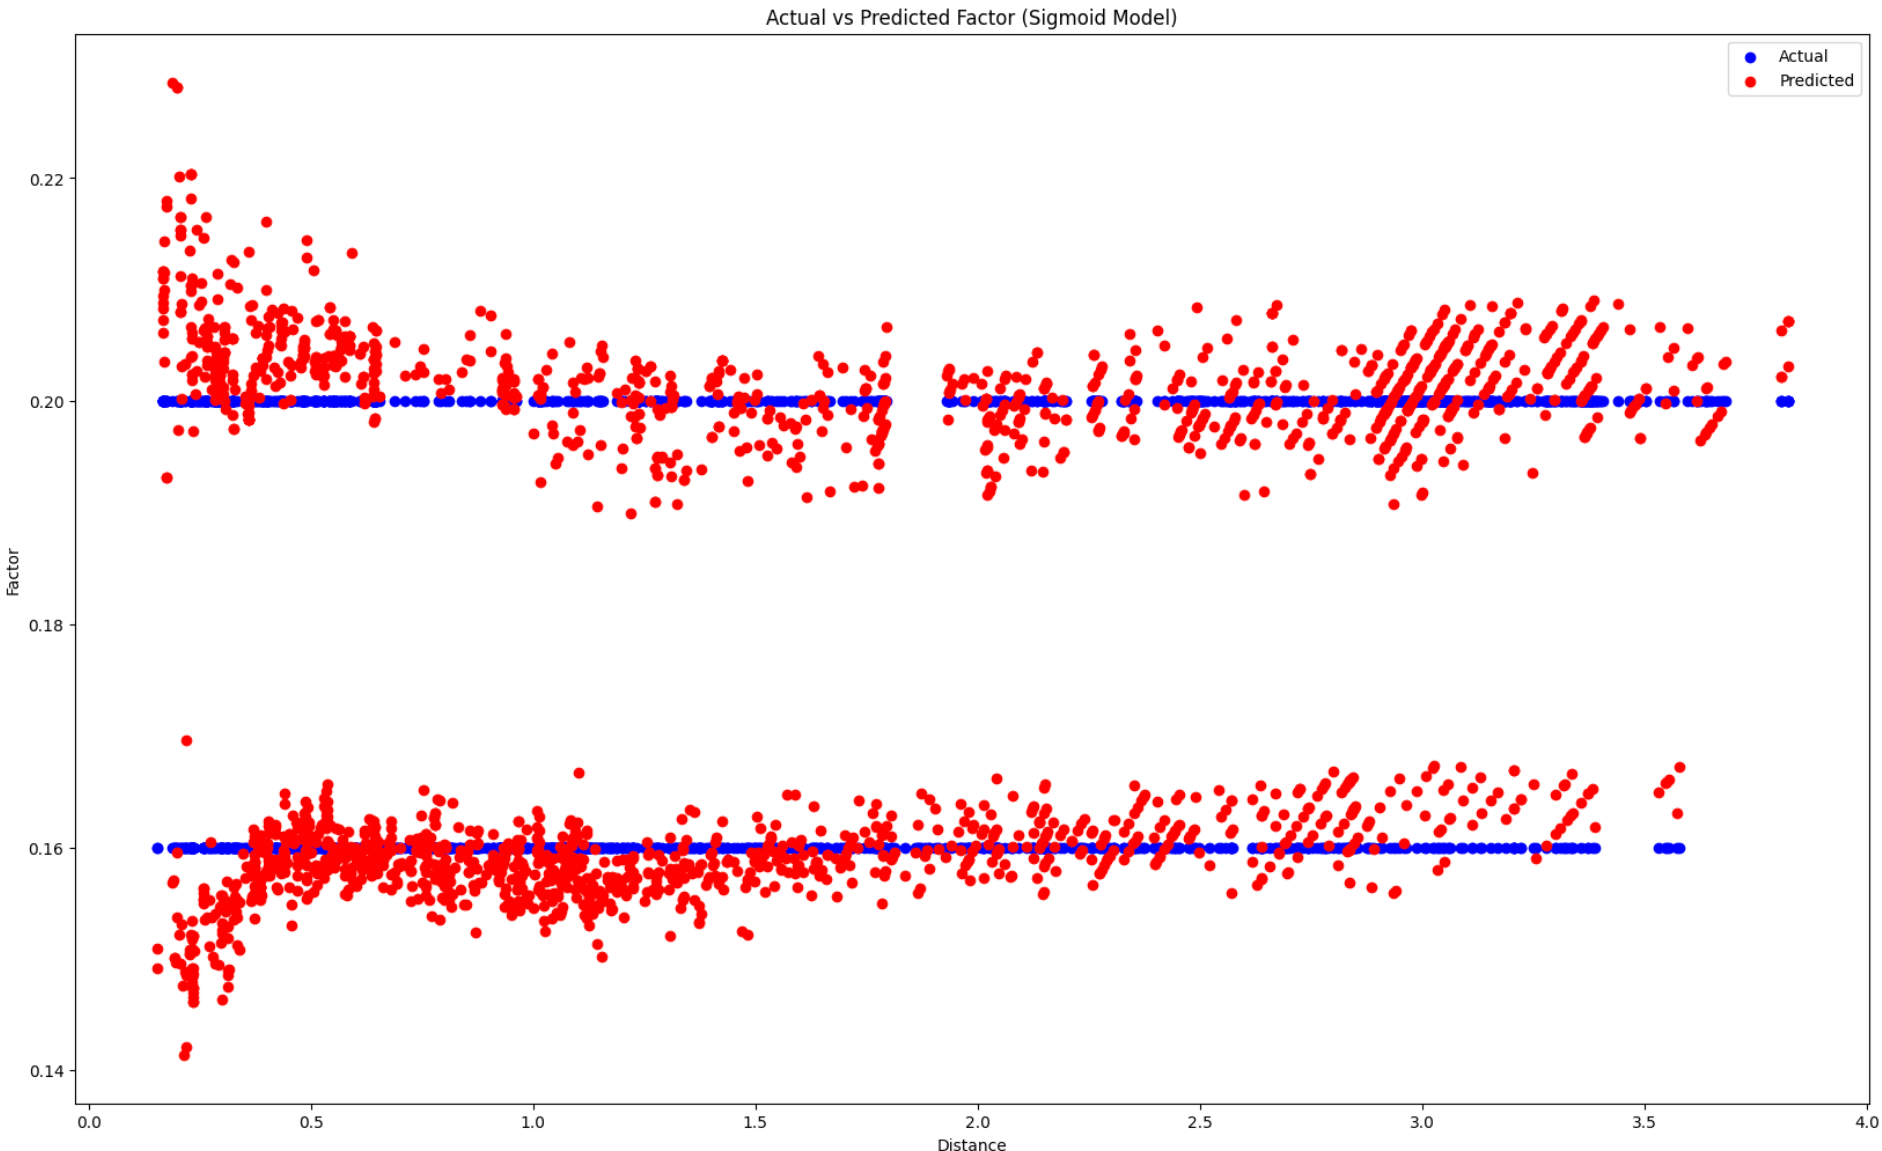 Actual vs Predicted Factor (Sigmoid Model)
Actual
Predicted
Factor
0.22
0.20
0.18
0.16
0.14
0.0 0.5 1.0 1.5 2.0 2.5 3.0 3.5 4.0
Distance